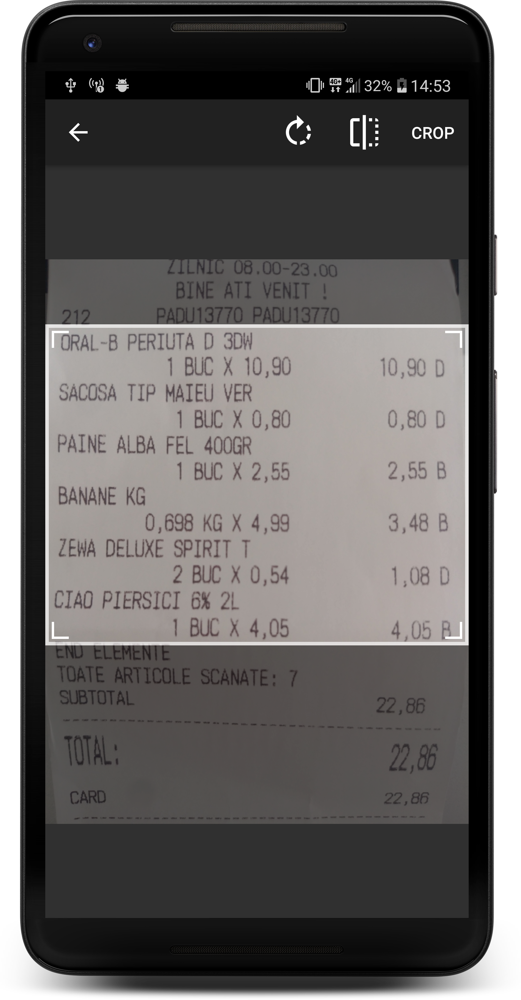 4G+ 4G 32% 14:53
1
CROP
ZILNIC 08.00-23.00
BINE ATI VENIT !
212 PADU13770 PADU13770
ORAL-B PERIUTA D 3DW
1 BUC X 10,90 10,90 D
SACOSA TIP MAIEU VER
1 BUC X 0,80 0,80 D
PAINE ALBA FEL 400GR
1 BUC X 2,55 2,55 B
BANANE KG
0,698 KG X 4,99 3,48 B
ZEWA DELUXE SPIRIT T
2 BUC X 0,54 1,08 D
CIAO PIERSICI 6% 2L
1 BUC X 4,05 4,05 B
END ELEMENTE
TOATE ARTICOLE SCANATE: 7
SUBTOTAL 22,86
TOTAL: 22,86
CARD 22,86